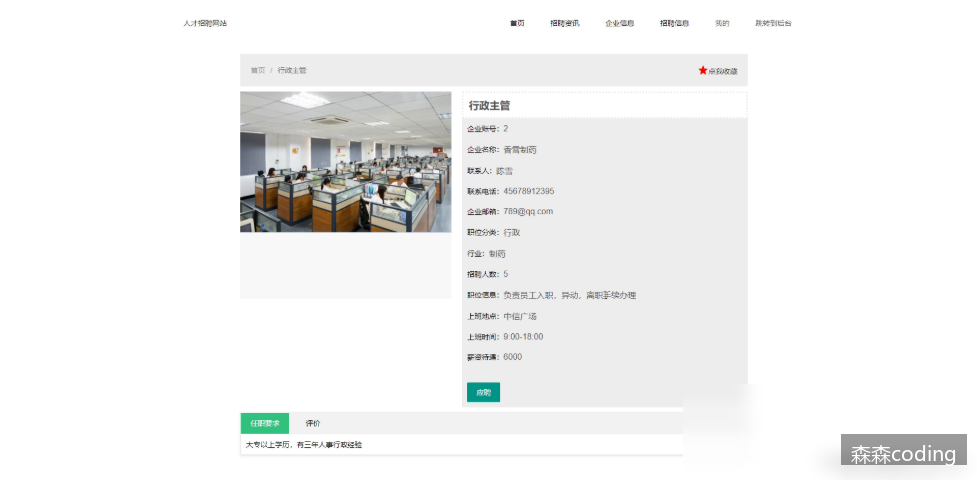 人才招聘网站 首页 招聘资讯 企业信息 招聘信息 我的 跳转到后台
首页 / 行政主管 ★点我收藏
行政主管
企业账号：2
企业名称：香雪制药
联系人：陈雪
联系电话：45678912395
企业邮箱：789@qq.com
职位分类：行政
行业：制药
招聘人数：5
职位信息：负责员工入职，异动，离职手续办理
上班地点：中信广场
上班时间：9:00-18:00
薪资待遇：6000
应聘
任职要求 评价
大专以上学历，有三年人事行政经验
森森coding